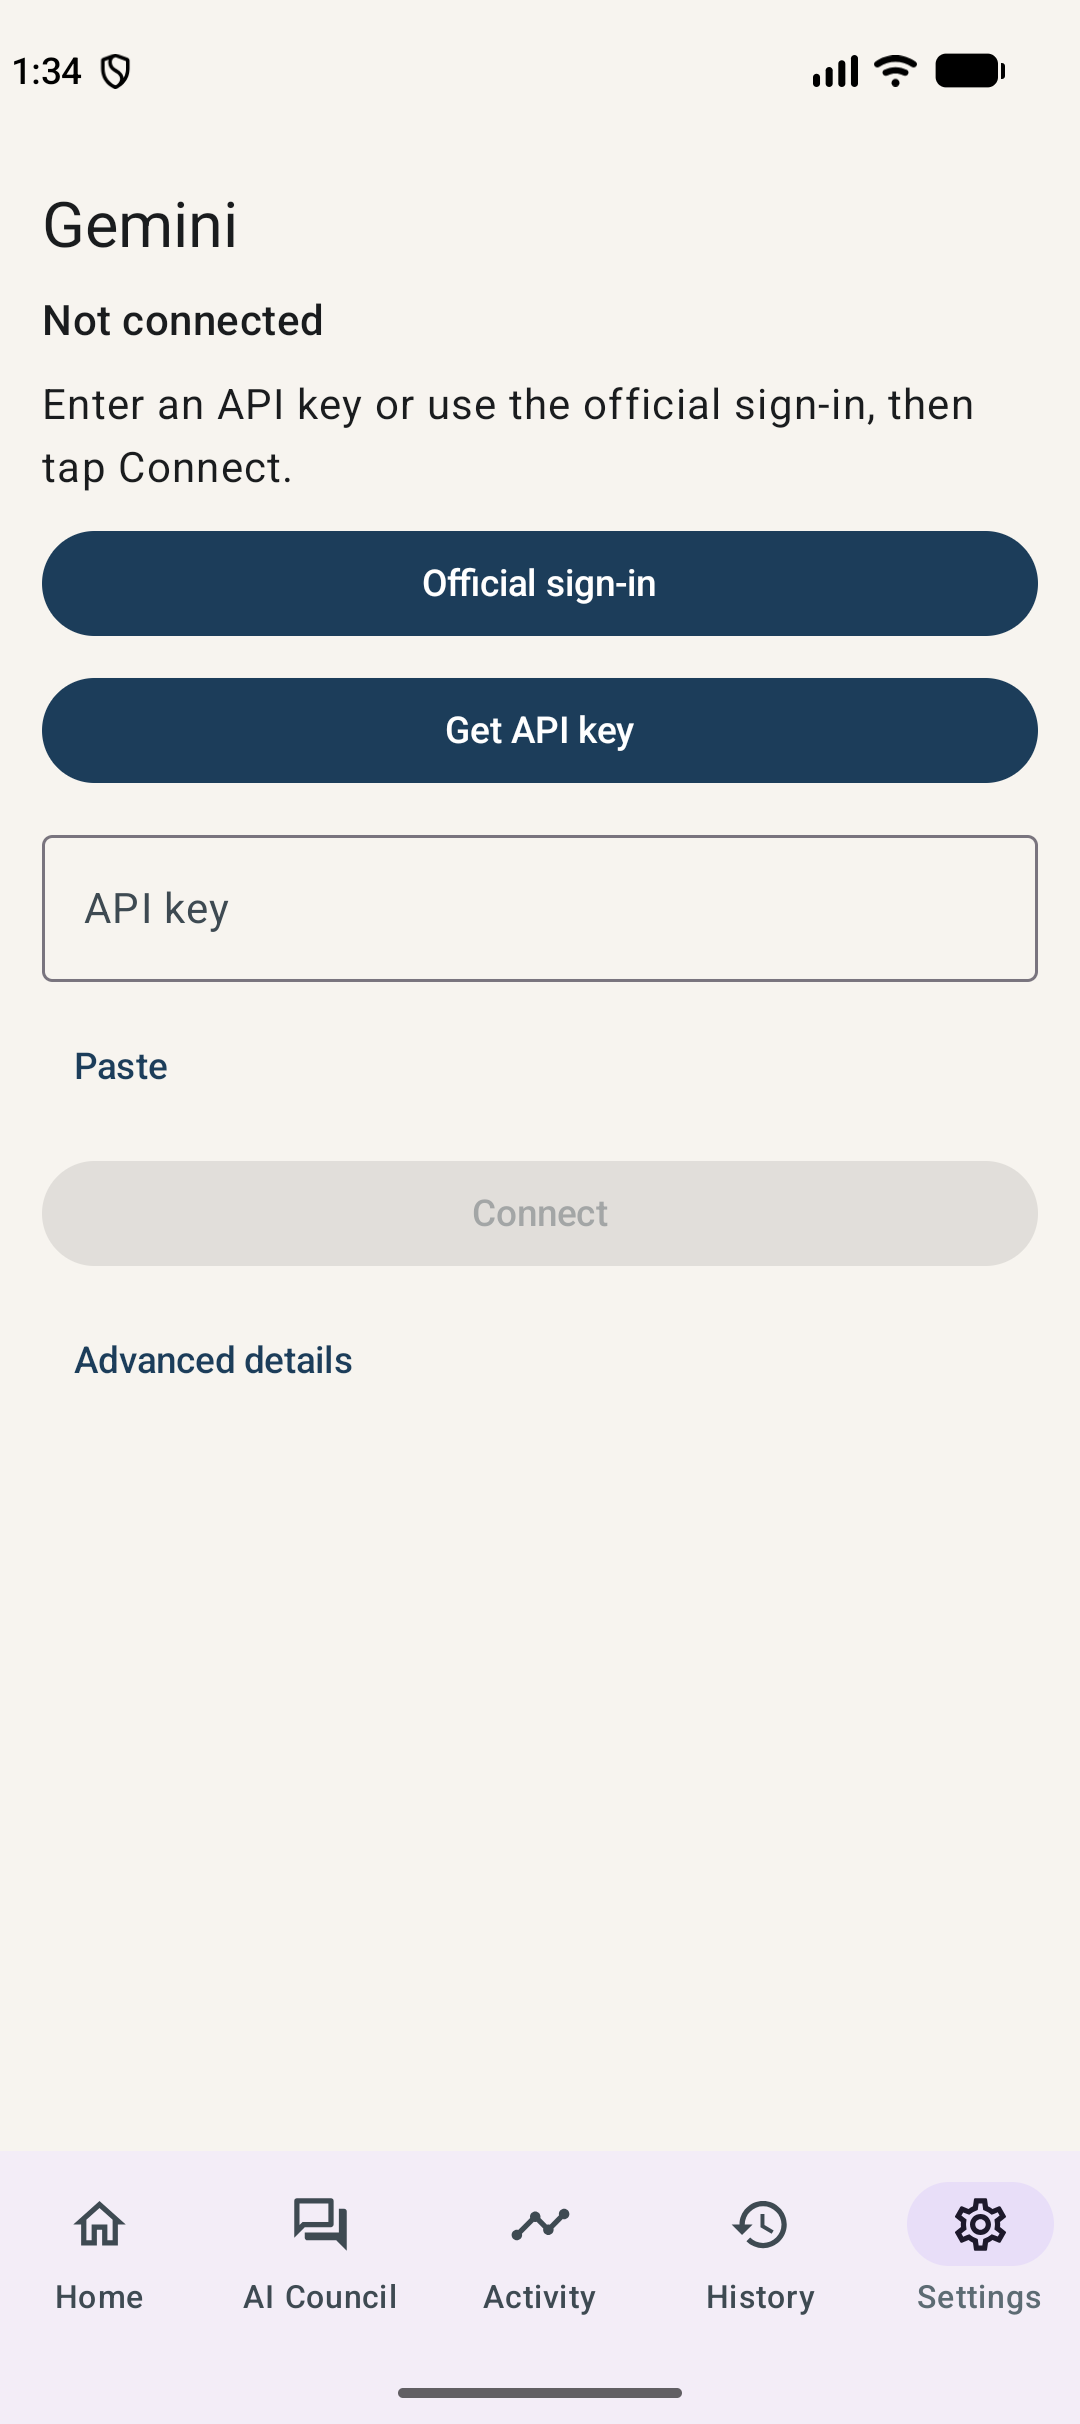 1:34
Gemini
Not connected
Enter an API key or use the official sign-in, then
tap Connect.
Official sign-in
Get API key
API key
Paste
Connect
Advanced details
Home
AI Council
Activity
History
Settings